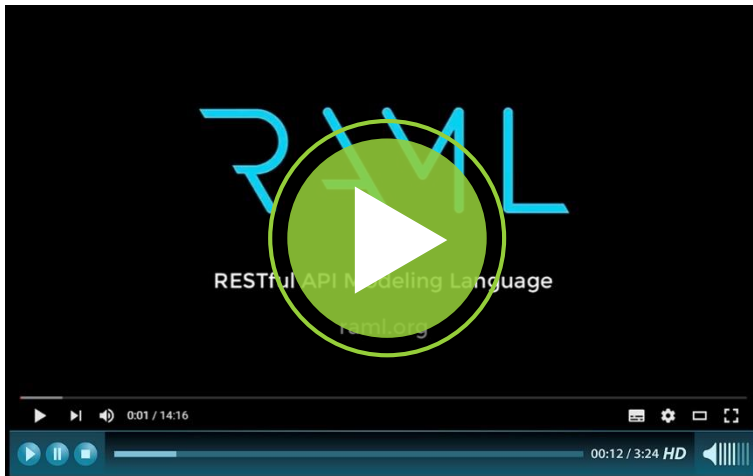 RAML
RESTful API Modeling Language
raml.org
0:01 / 14:16
00:12 / 3:24 HD